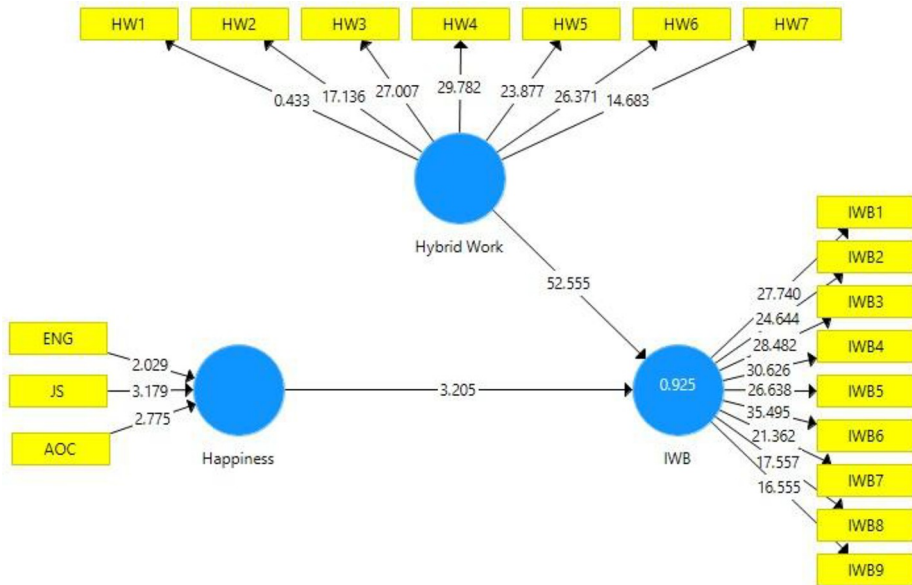 HW1 HW2 HW3 HW4 HW5 HW6 HW7
0.433 17.136 27.007 29.782 23.877 26.371 14.683
Hybrid Work
52.555
ENG
JS
AOC
2.029
3.179
2.775
Happiness
3.205
0.925
IWB
27.740
24.644
28.482
30.626
26.638
35.495
21.362
17.557
16.555
IWB1
IWB2
IWB3
IWB4
IWB5
IWB6
IWB7
IWB8
IWB9